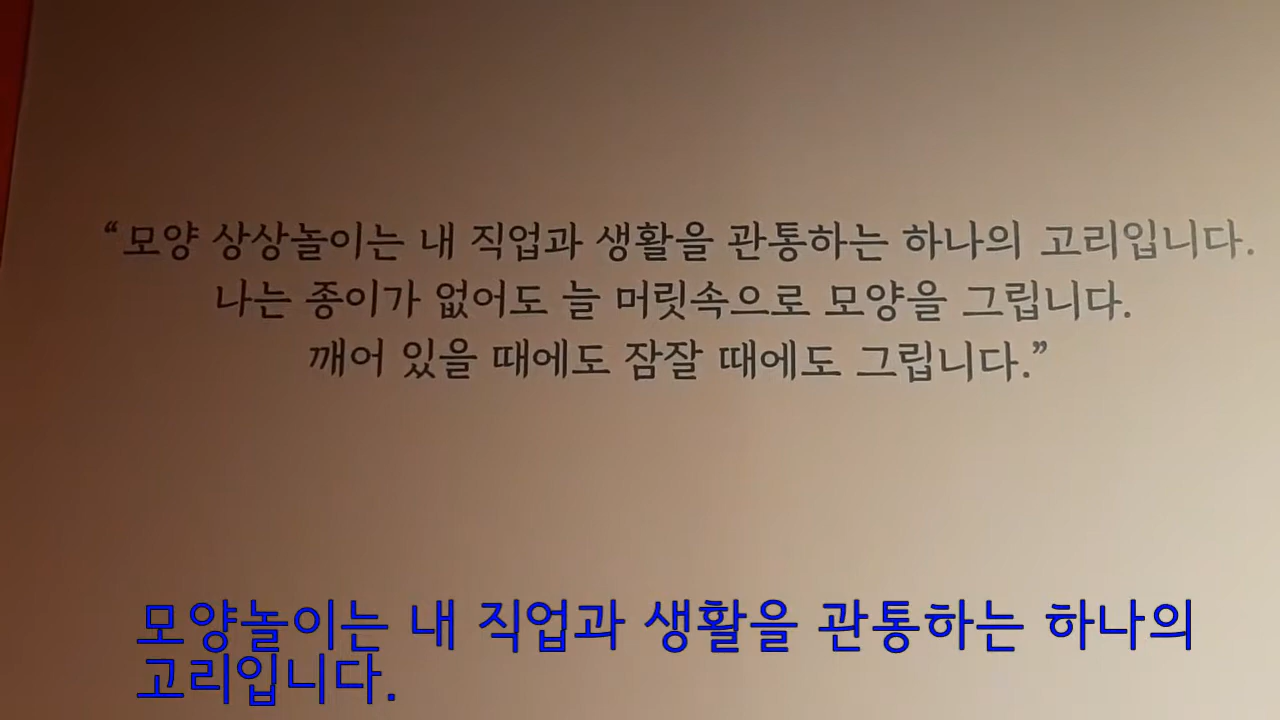 “모양 상상놀이는 내 직업과 생활을 관통하는 하나의 고리입니다.
나는 종이가 없어도 늘 머릿속으로 모양을 그립니다.
깨어 있을 때에도 잠잘 때에도 그립니다.”
모양놀이는 내 직업과 생활을 관통하는 하나의
고리입니다.